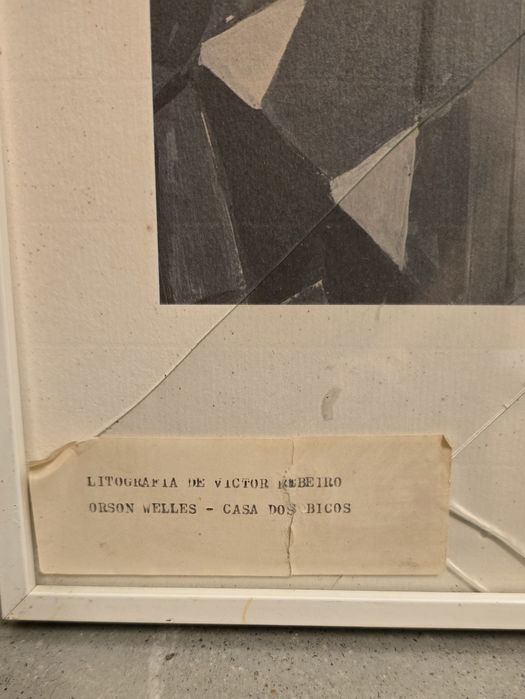 LITOGRAFIA DE VICTOR RIBEIRO
ORSON WELLES - CASA DOS BICOS